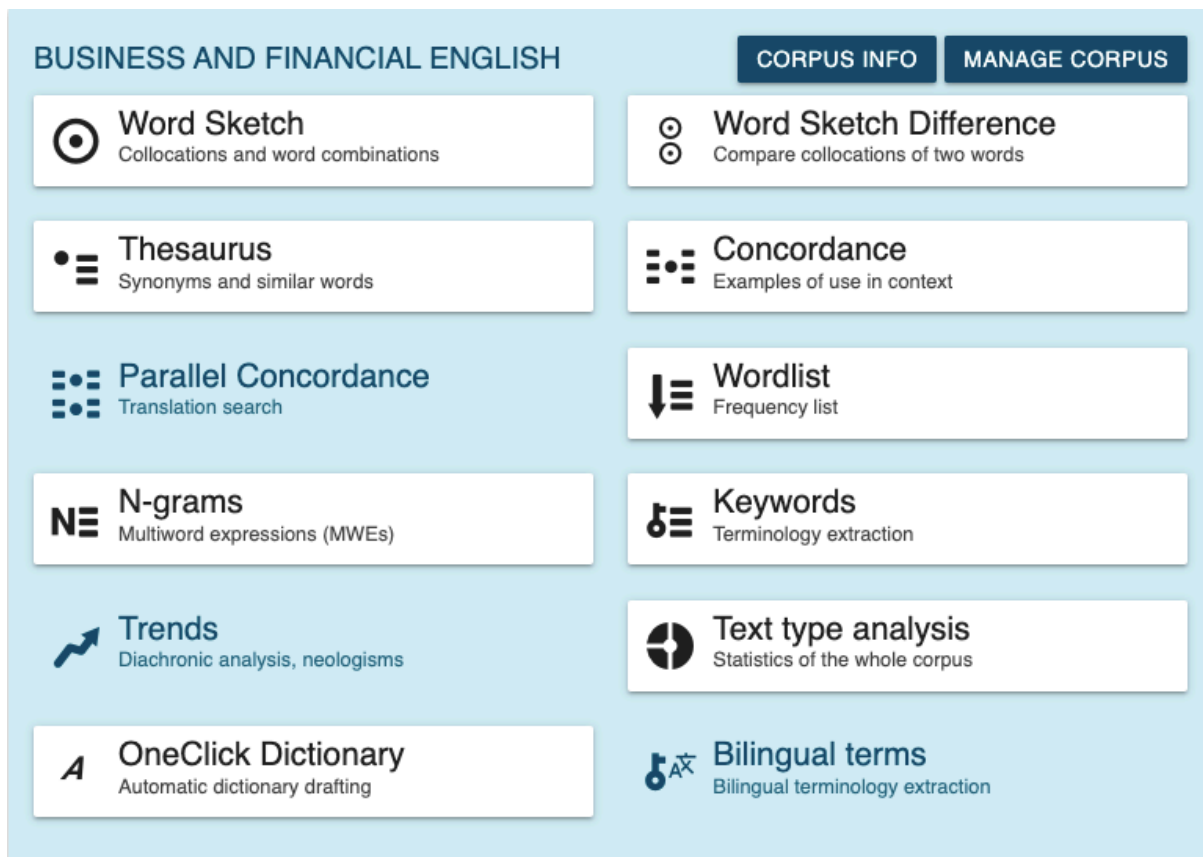 BUSINESS AND FINANCIAL ENGLISH
CORPUS INFO
MANAGE CORPUS
Word Sketch
Collocations and word combinations
Word Sketch Difference
Compare collocations of two words
Thesaurus
Synonyms and similar words
Concordance
Examples of use in context
Parallel Concordance
Translation search
Wordlist
Frequency list
N-grams
Multiword expressions (MWEs)
Keywords
Terminology extraction
Trends
Diachronic analysis, neologisms
Text type analysis
Statistics of the whole corpus
OneClick Dictionary
Automatic dictionary drafting
Bilingual terms
Bilingual terminology extraction